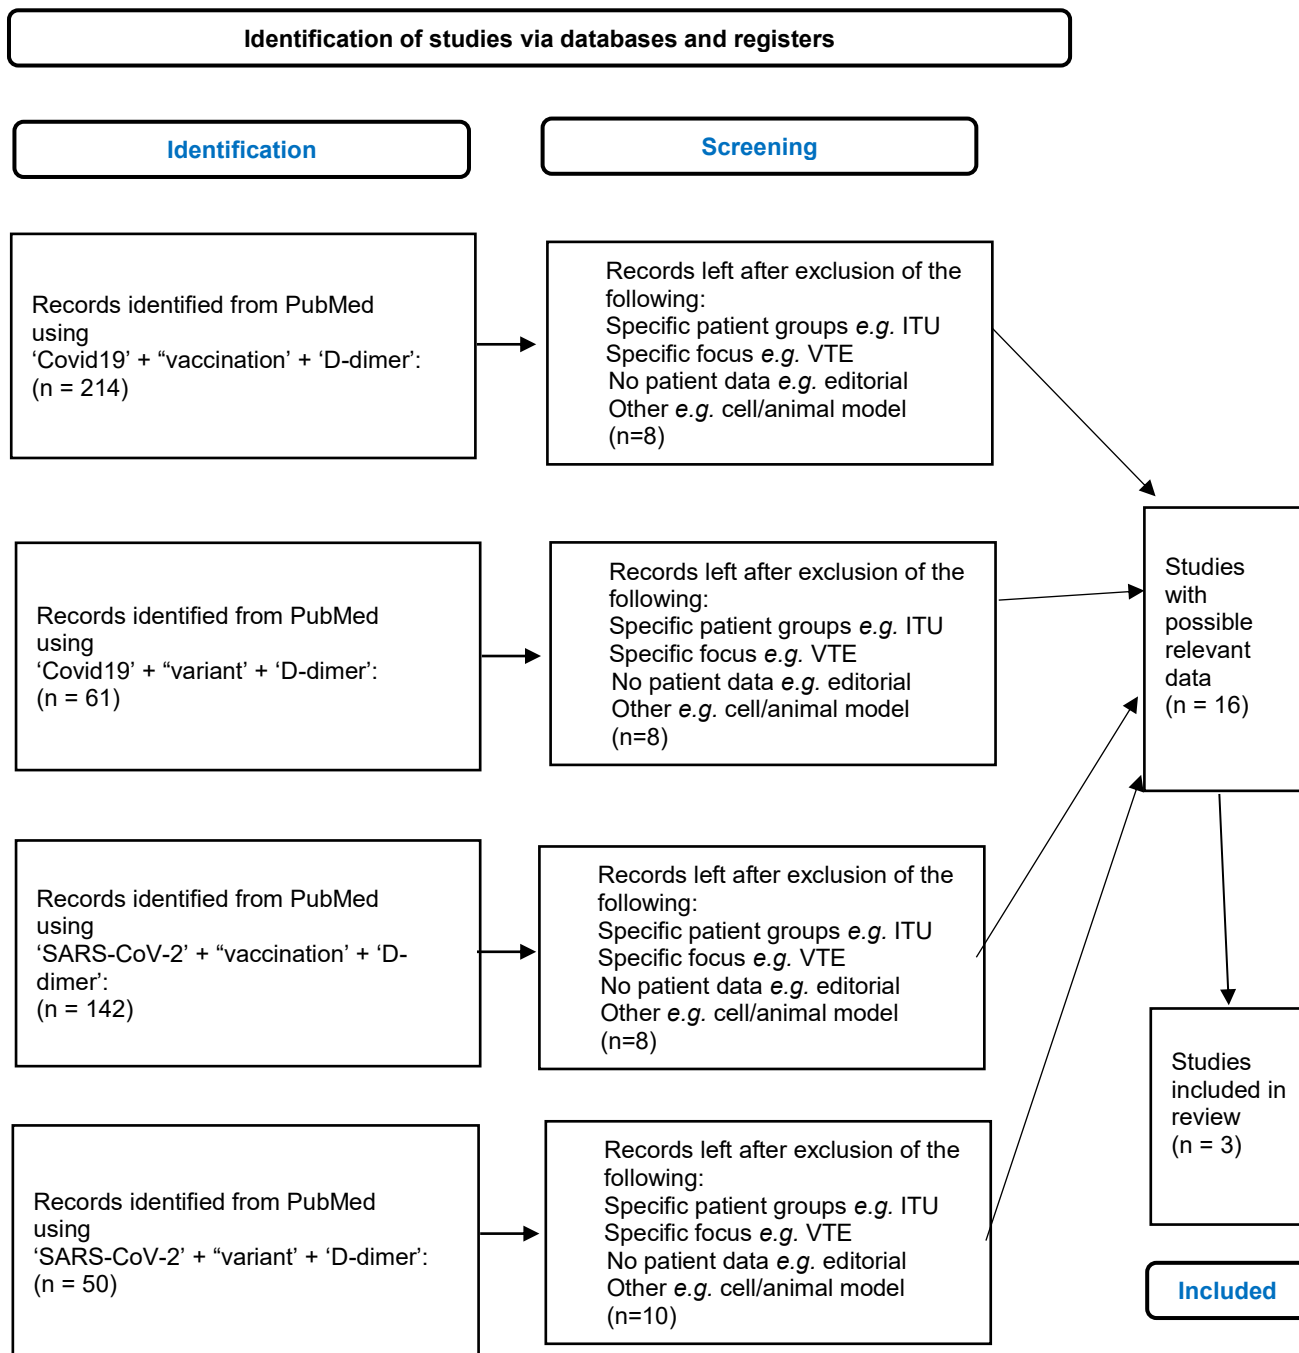 Identification of studies via databases and registers
Identification
Screening
Records identified from PubMed
using
‘Covid19’ + “vaccination’ + ‘D-dimer’:
(n = 214)
Records left after exclusion of the
following:
Specific patient groups e.g. ITU
Specific focus e.g. VTE
No patient data e.g. editorial
Other e.g. cell/animal model
(n=8)
Records identified from PubMed
using
‘Covid19’ + “variant’ + ‘D-dimer’:
(n = 61)
Records left after exclusion of the
following:
Specific patient groups e.g. ITU
Specific focus e.g. VTE
No patient data e.g. editorial
Other e.g. cell/animal model
(n=8)
Records identified from PubMed
using
‘SARS-CoV-2’ + “vaccination’ + ‘D-
dimer’:
(n = 142)
Records left after exclusion of the
following:
Specific patient groups e.g. ITU
Specific focus e.g. VTE
No patient data e.g. editorial
Other e.g. cell/animal model
(n=8)
Records identified from PubMed
using
‘SARS-CoV-2’ + “variant’ + ‘D-dimer’:
(n = 50)
Records left after exclusion of the
following:
Specific patient groups e.g. ITU
Specific focus e.g. VTE
No patient data e.g. editorial
Other e.g. cell/animal model
(n=10)
Studies
with
possible
relevant
data
(n = 16)
Studies
included in
review
(n = 3)
Included